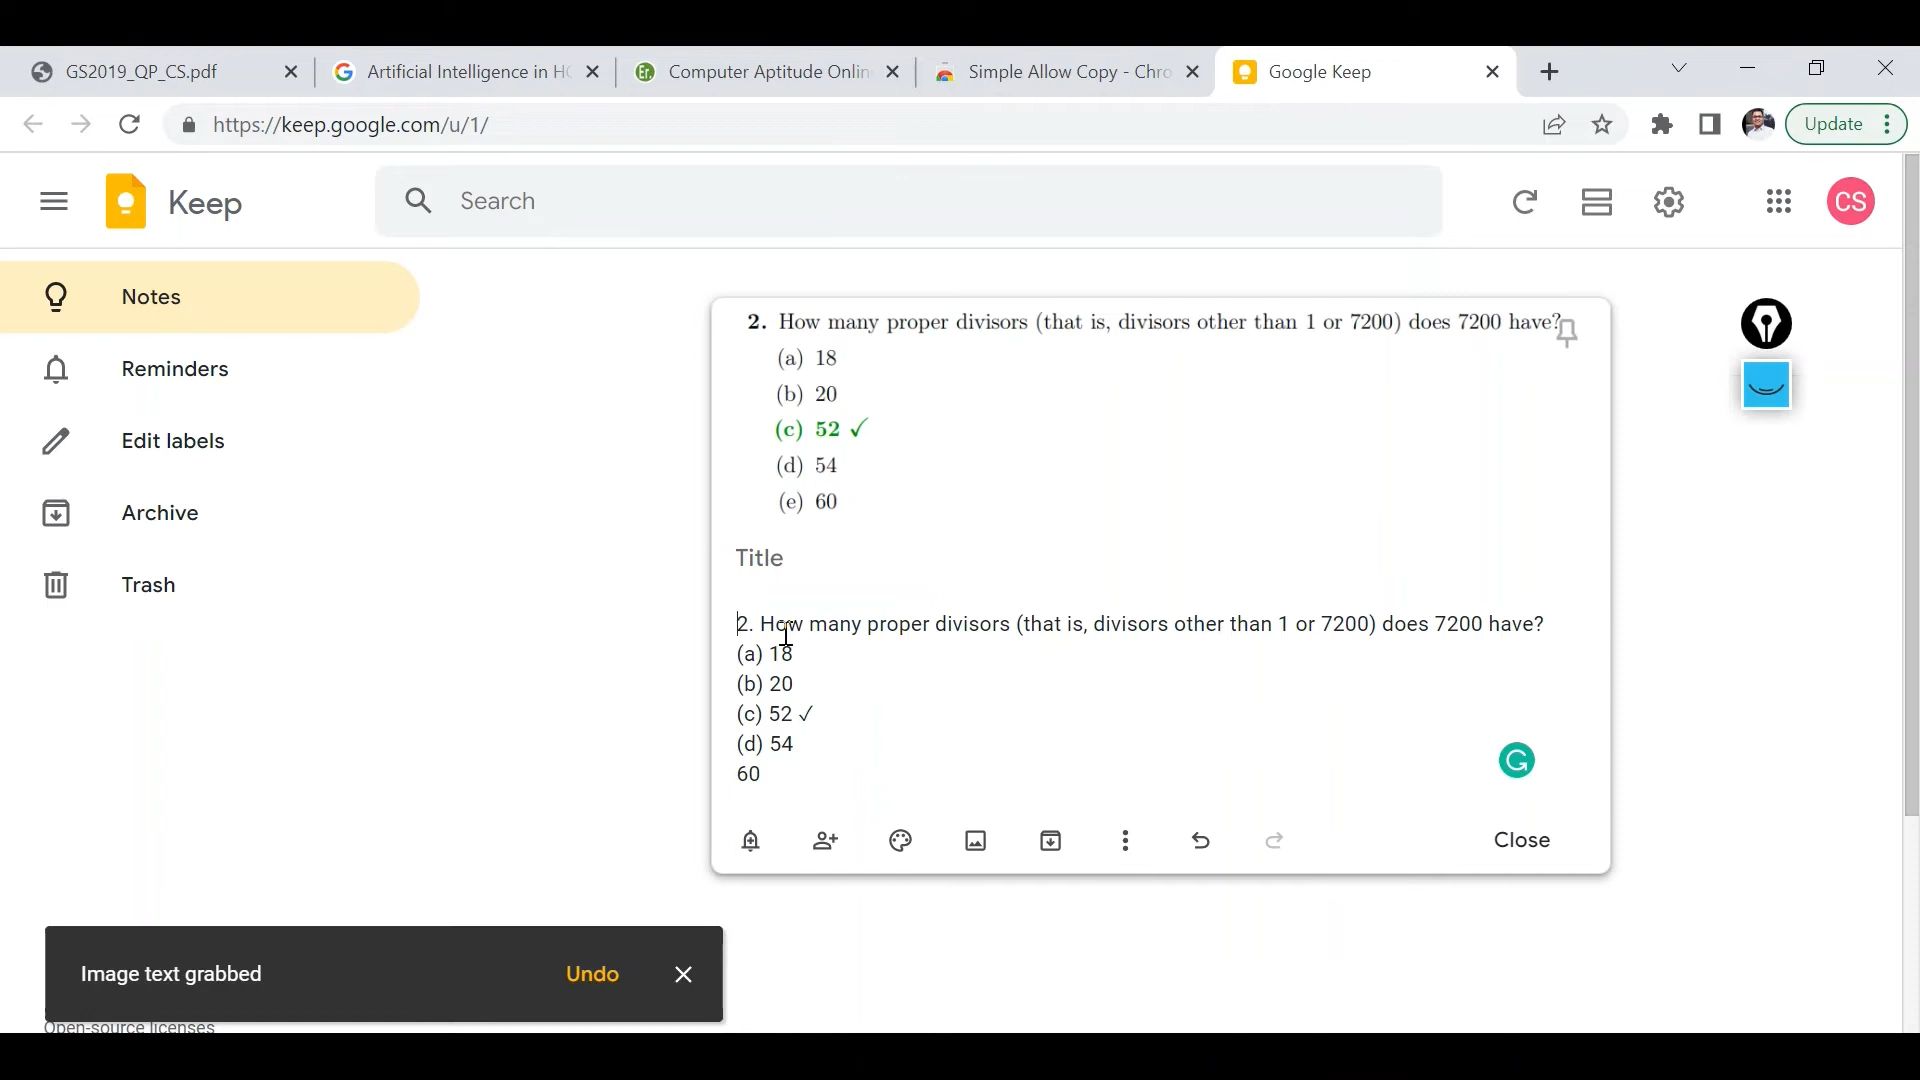 GS2019_QP_CS.pdf
Artificial Intelligence in HC
Computer Aptitude Onlin
Simple Allow Copy - Chro
Google Keep
https://keep.google.com/u/1/
Update
Keep
Search
CS
Notes
Reminders
Edit labels
Archive
Trash
2. How many proper divisors (that is, divisors other than 1 or 7200) does 7200 have?
(a) 18
(b) 20
(c) 52 ✓
(d) 54
(e) 60
Title
2. How many proper divisors (that is, divisors other than 1 or 7200) does 7200 have?
(a) 18
(b) 20
(c) 52 ✓
(d) 54
60
Close
Image text grabbed
Undo
Open-source licenses